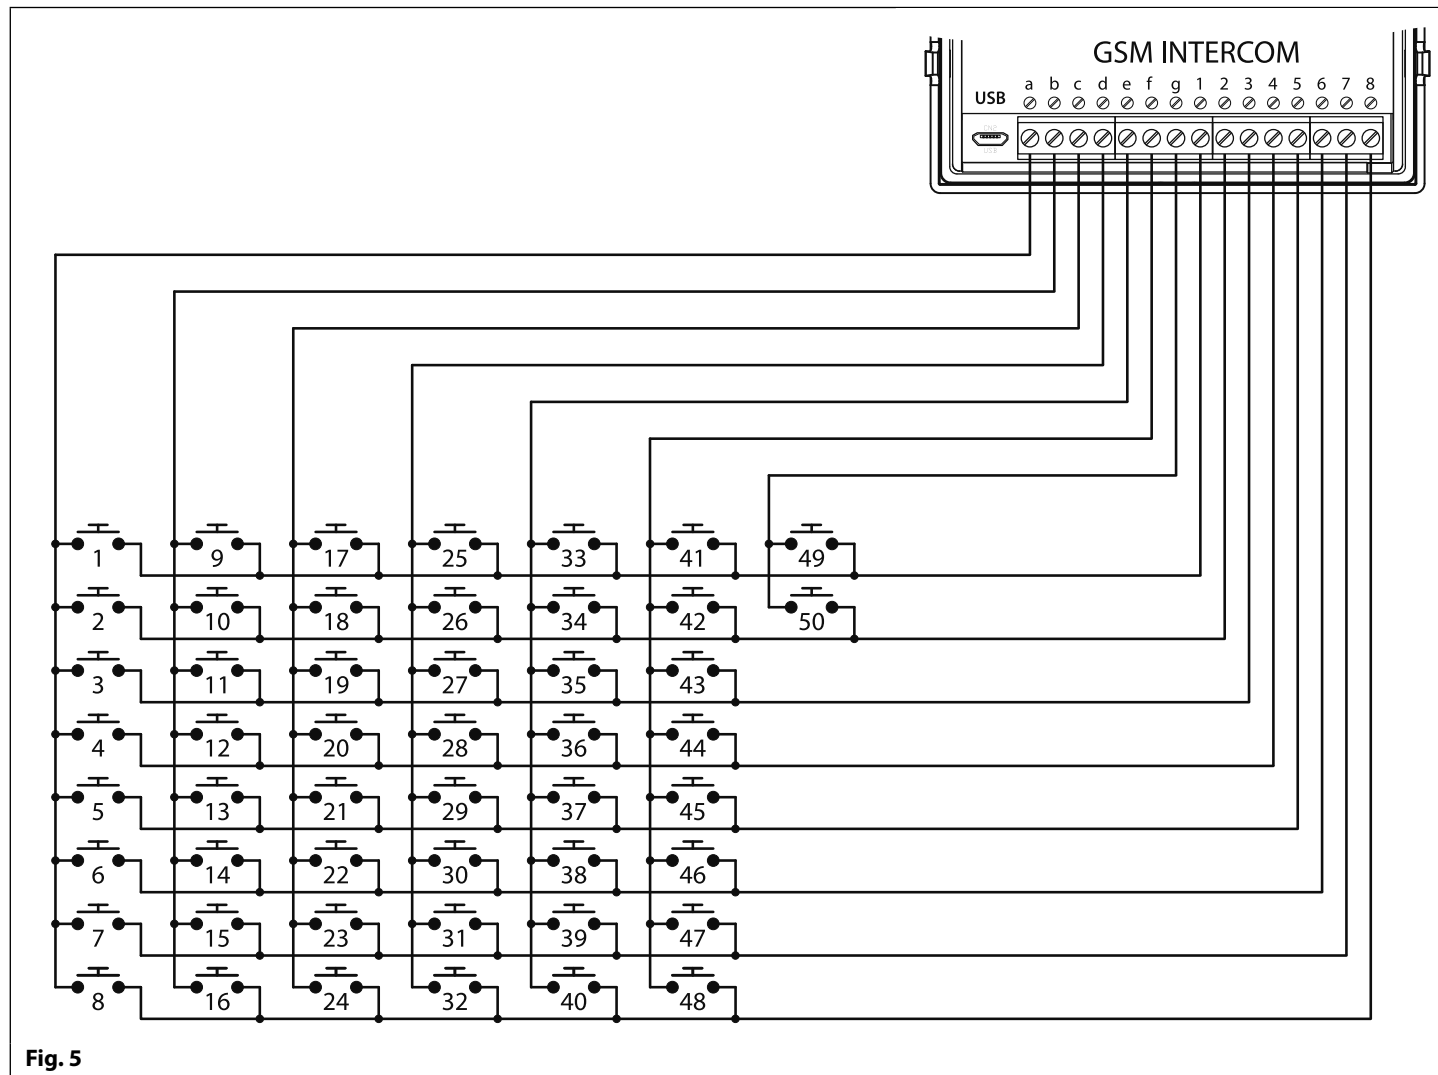 GSM INTERCOM
USB a b c d e f g 1 2 3 4 5 6 7 8
USB
1 9 17 25 33 41 49
2 10 18 26 34 42 50
3 11 19 27 35 43
4 12 20 28 36 44
5 13 21 29 37 45
6 14 22 30 38 46
7 15 23 31 39 47
8 16 24 32 40 48
Fig. 5